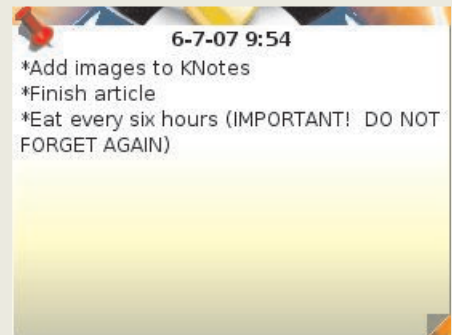 6-7-07 9:54
*Add images to KNotes
*Finish article
*Eat every six hours (IMPORTANT!  DO NOT
FORGET AGAIN)